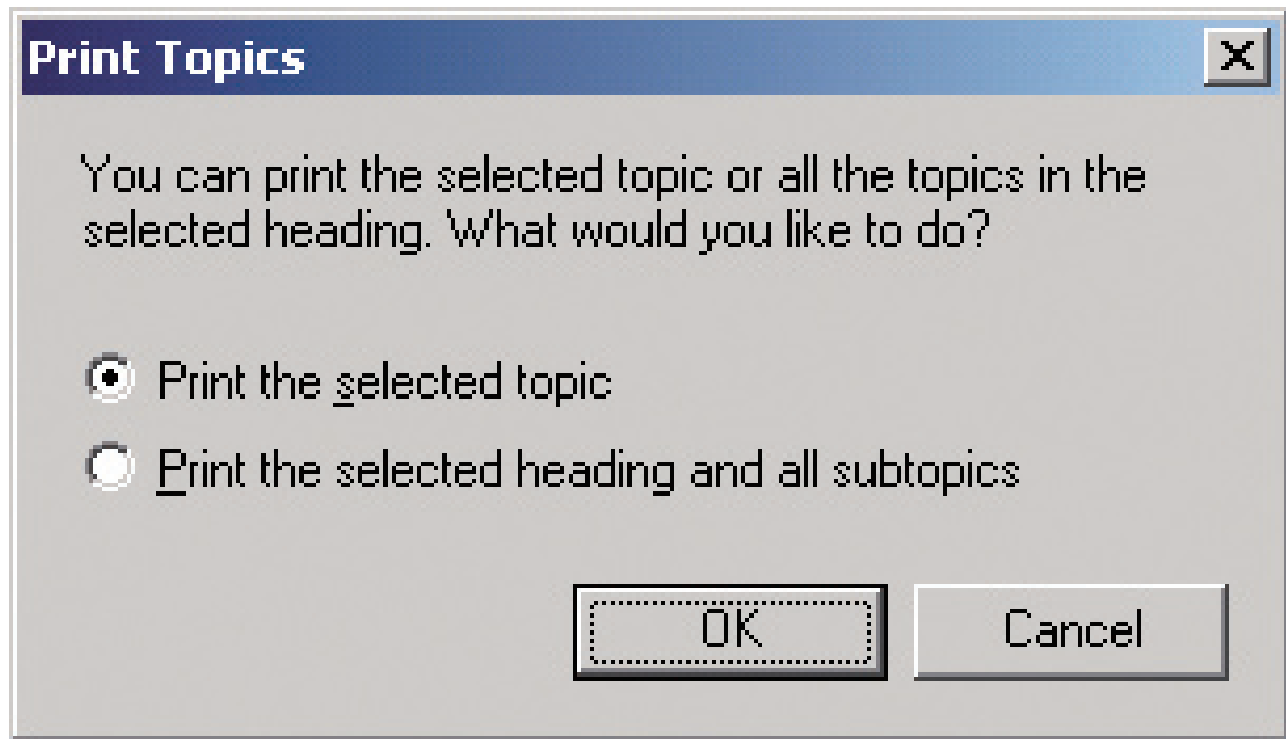 Print Topics
You can print the selected topic or all the topics in the
selected heading. What would you like to do?
Print the selected topic
Print the selected heading and all subtopics
OK
Cancel